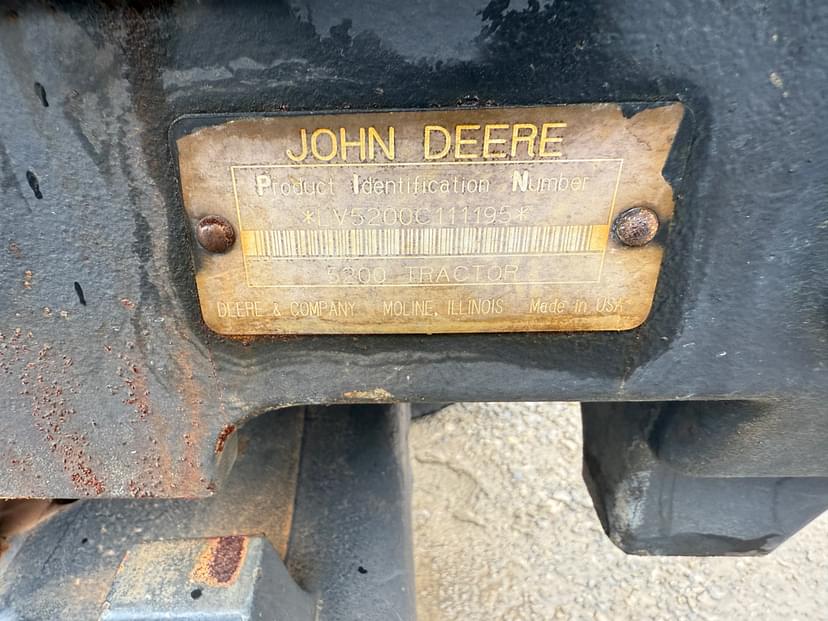 JOHN DEERE
Product Identification Number
*LV5200C111195*
5200 TRACTOR
DEERE & COMPANY MOLINE, ILLINOIS Made in USA